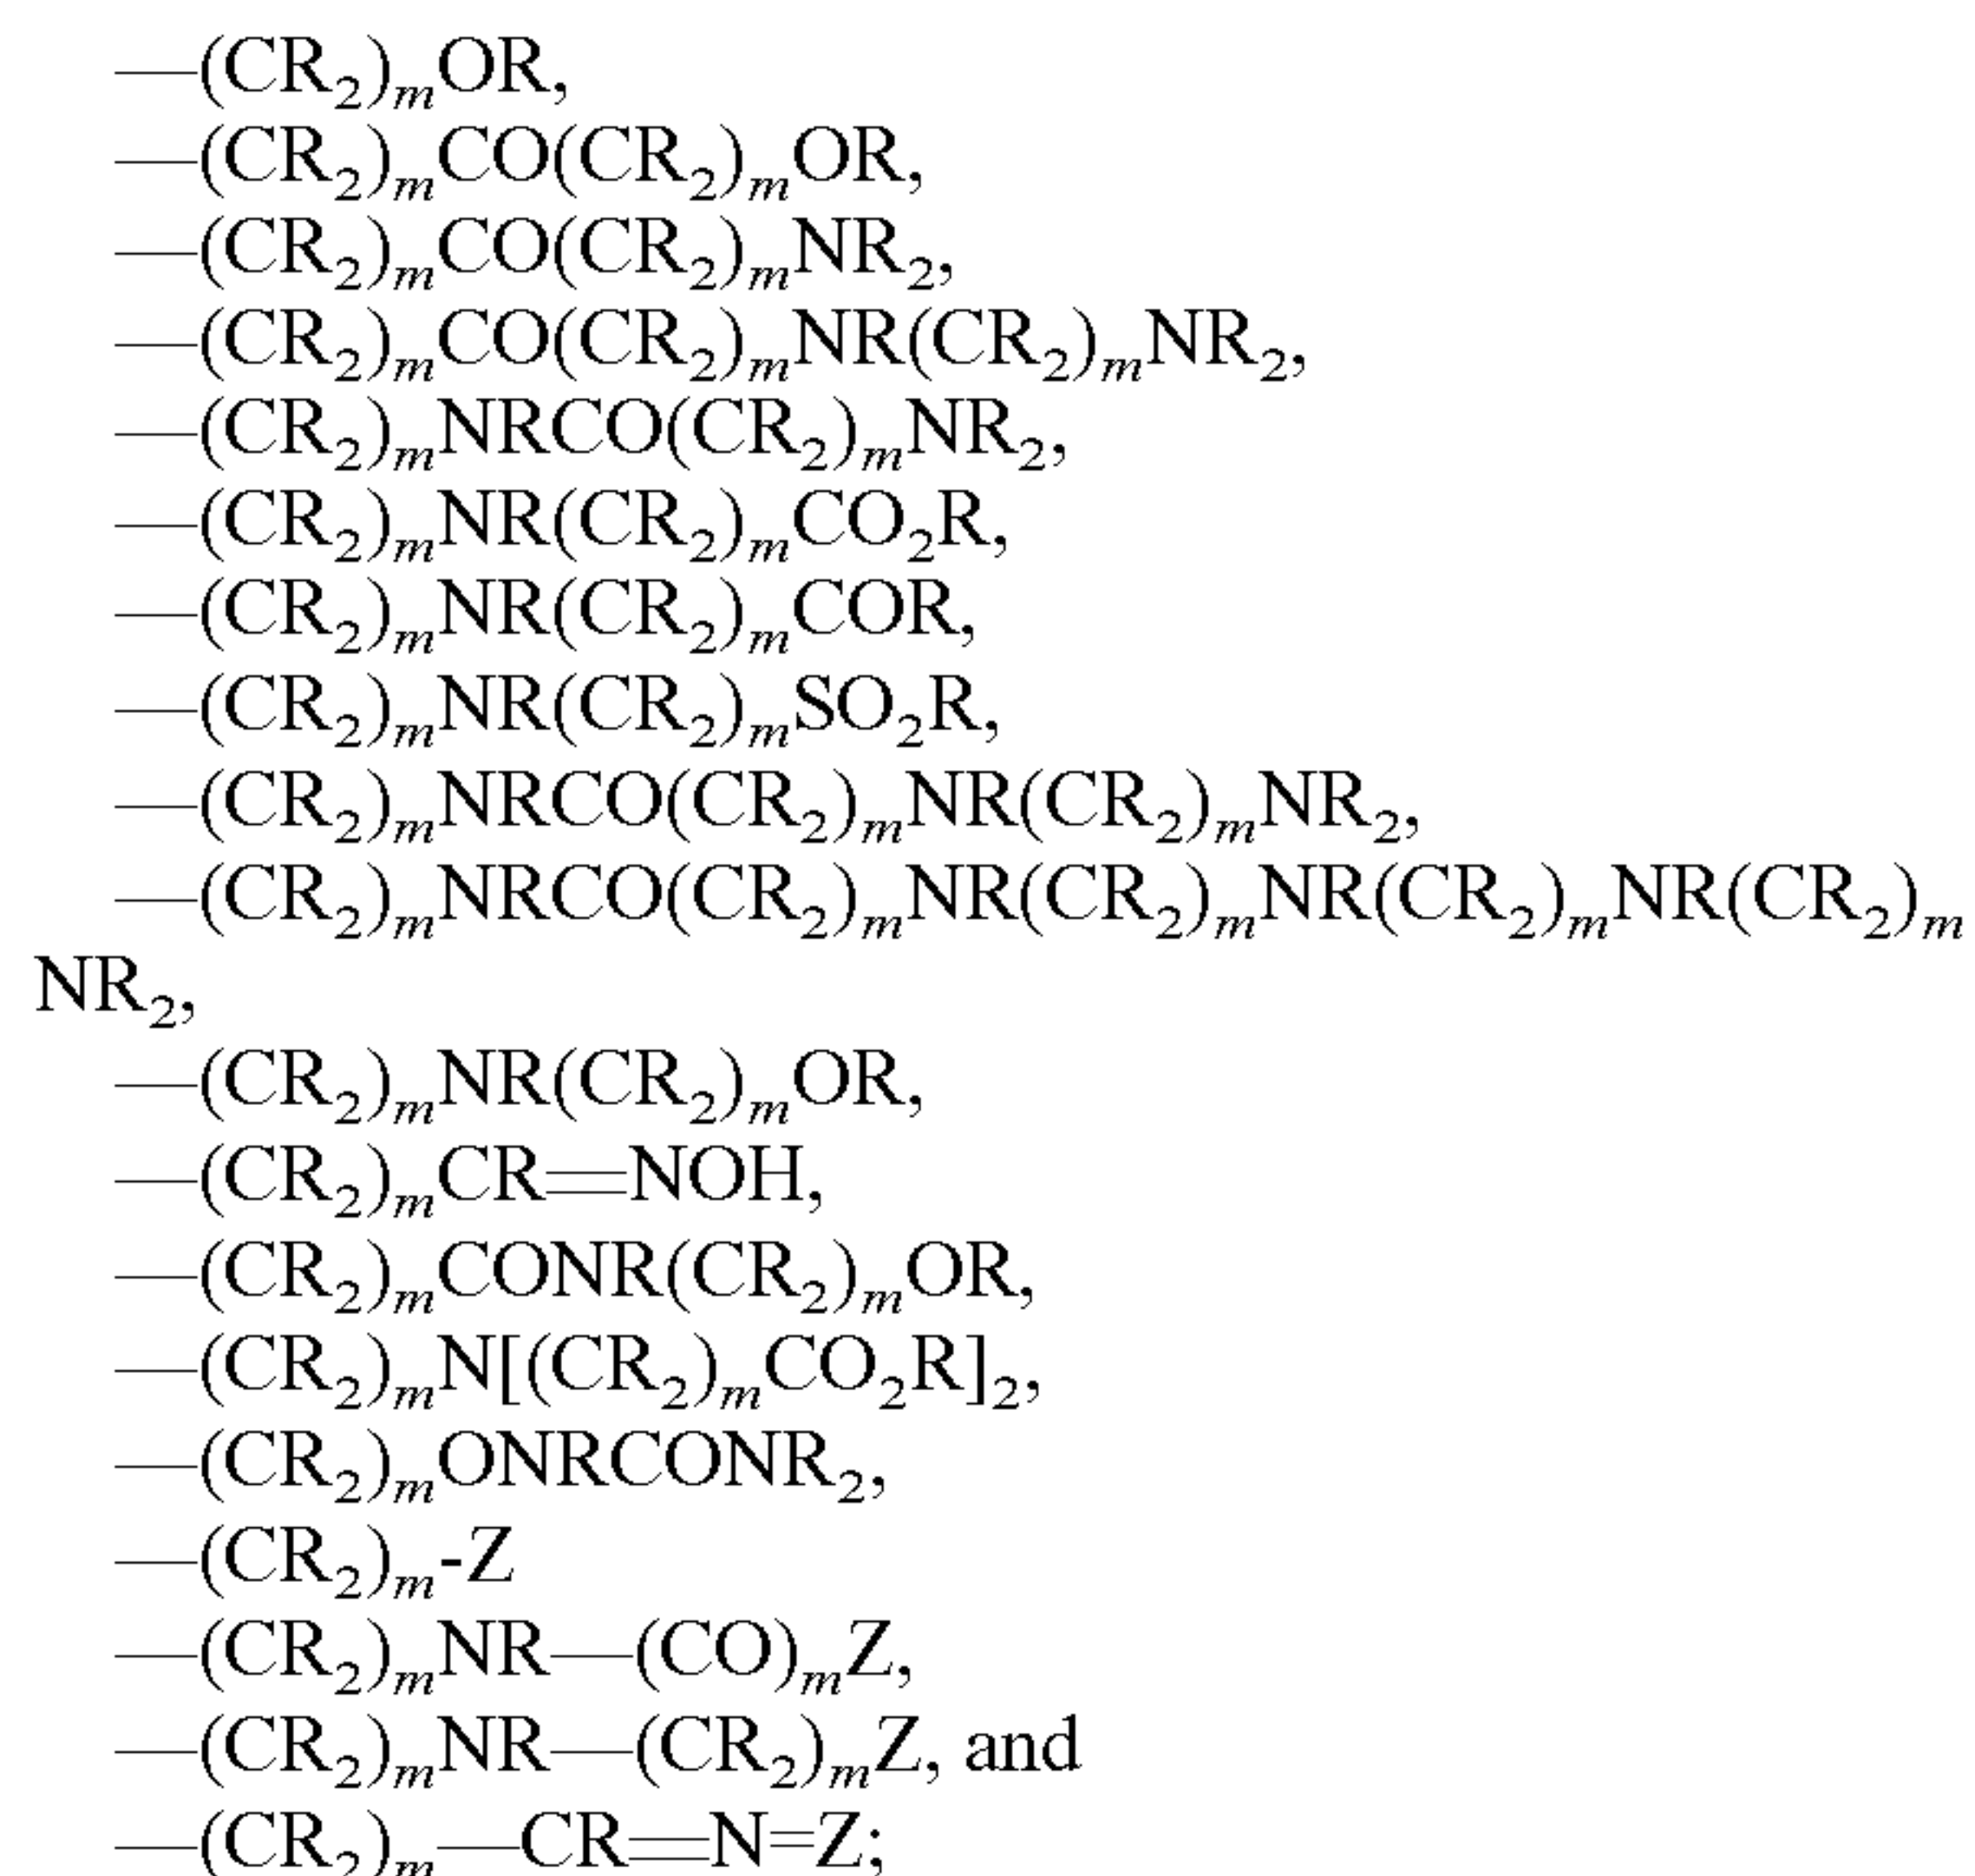 —(CR₂)ₘOR,
—(CR₂)ₘCO(CR₂)ₘOR,
—(CR₂)ₘCO(CR₂)ₘNR₂,
—(CR₂)ₘCO(CR₂)ₘNR(CR₂)ₘNR₂,
—(CR₂)ₘNRCO(CR₂)ₘNR₂,
—(CR₂)ₘNR(CR₂)ₘCO₂R,
—(CR₂)ₘNR(CR₂)ₘCOR,
—(CR₂)ₘNR(CR₂)ₘSO₂R,
—(CR₂)ₘNRCO(CR₂)ₘNR(CR₂)ₘNR₂,
—(CR₂)ₘNRCO(CR₂)ₘNR(CR₂)ₘNR(CR₂)ₘNR(CR₂)ₘ
NR₂,
—(CR₂)ₘNR(CR₂)ₘOR,
—(CR₂)ₘCR=NOH,
—(CR₂)ₘCONR(CR₂)ₘOR,
—(CR₂)ₘN[(CR₂)ₘCO₂R]₂,
—(CR₂)ₘONRCONR₂,
—(CR₂)ₘ-Z
—(CR₂)ₘNR—(CO)ₘZ,
—(CR₂)ₘNR—(CR₂)ₘZ, and
—(CR₂)ₘ—CR=N=Z;